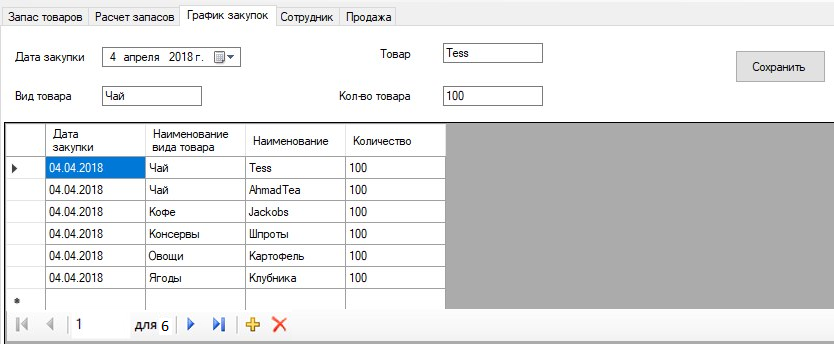 Запас товаров Расчет запасов График закупок Сотрудник Продажа
Дата закупки 4 апреля 2018 г. Товар Tess
Сохранить
Вид товара Чай Кол-во товара 100
Дата закупки Наименование вида товара Наименование Количество
04.04.2018 Чай Tess 100
04.04.2018 Чай AhmadTea 100
04.04.2018 Кофе Jackobs 100
04.04.2018 Консервы Шпроты 100
04.04.2018 Овощи Картофель 100
04.04.2018 Ягоды Клубника 100
1 для 6